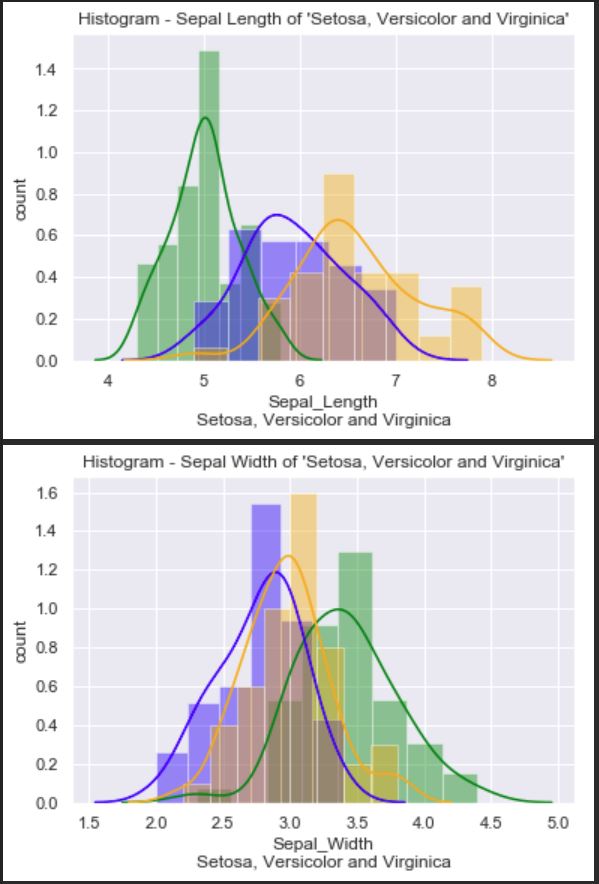 Histogram - Sepal Length of 'Setosa, Versicolor and Virginica'
1.4
1.2
1.0
0.8
0.6
0.4
0.2
0.0
count
4 5 6 7 8
Sepal_Length
Setosa, Versicolor and Virginica
Histogram - Sepal Width of 'Setosa, Versicolor and Virginica'
1.6
1.4
1.2
1.0
0.8
0.6
0.4
0.2
0.0
count
1.5 2.0 2.5 3.0 3.5 4.0 4.5 5.0
Sepal_Width
Setosa, Versicolor and Virginica